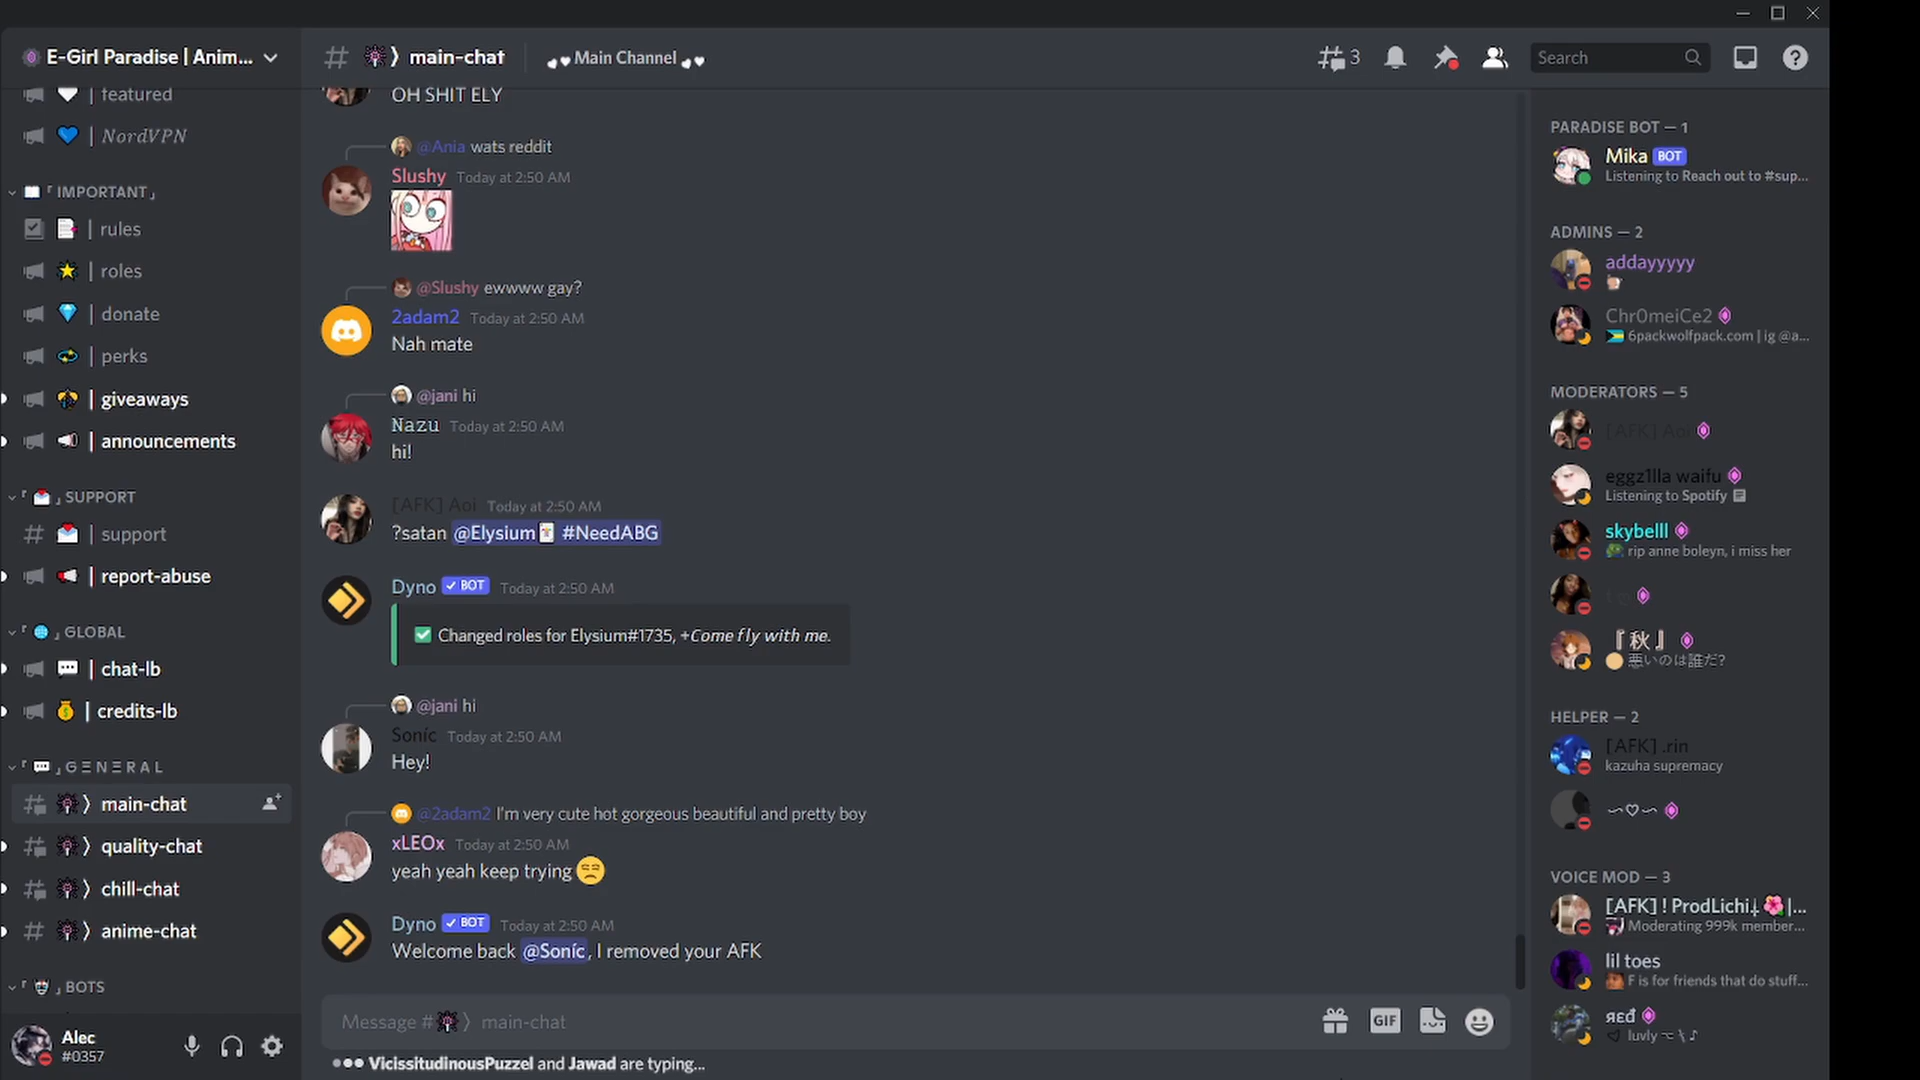 E-Girl Paradise | Anim...
featured
NordVPN
『 IMPORTANT 』
rules
roles
donate
perks
giveaways
announcements
『 』 SUPPORT
support
report-abuse
『 』 GLOBAL
chat-lb
credits-lb
『 』 GΞNΞRAL
main-chat
quality-chat
chill-chat
anime-chat
『 』 BOTS
Alec
#0357
main-chat
Main Channel
3
Search
OH SHIT ELY
@Ania wats reddit
Slushy Today at 2:50 AM
@Slushy ewwww gay?
2adam2 Today at 2:50 AM
Nah mate
@jani hi
Nazu Today at 2:50 AM
hi!
[AFK] Aoi Today at 2:50 AM
?satan @Elysium🃏 #NeedABG
Dyno ✓ BOT Today at 2:50 AM
✅ Changed roles for Elysium#1735, +Come fly with me.
@jani hi
Soníc Today at 2:50 AM
Hey!
@2adam2 I'm very cute hot gorgeous beautiful and pretty boy
xLEOx Today at 2:50 AM
yeah yeah keep trying 😒
Dyno ✓ BOT Today at 2:50 AM
Welcome back @Soníc, I removed your AFK
Message # main-chat
GIF
VicissitudinousPuzzel and Jawad are typing...
PARADISE BOT — 1
Mika BOT
Listening to Reach out to #sup...
ADMINS — 2
addayyyyy
Chr0meiCe2
6packwolfpack.com | ig @a...
MODERATORS — 5
[AFK] Aoi
eggz1lla waifu
Listening to Spotify
skybelll
rip anne boleyn, i miss her
『秋』
悪いのは誰だ?
HELPER — 2
[AFK] .rin
kazuha supremacy
∽♡∽
VOICE MOD — 3
[AFK] ! ProdLichi⸸ 🌺|...
Moderating 999k member...
lil toes
F is for friends that do stuff...
яєđ
luvly